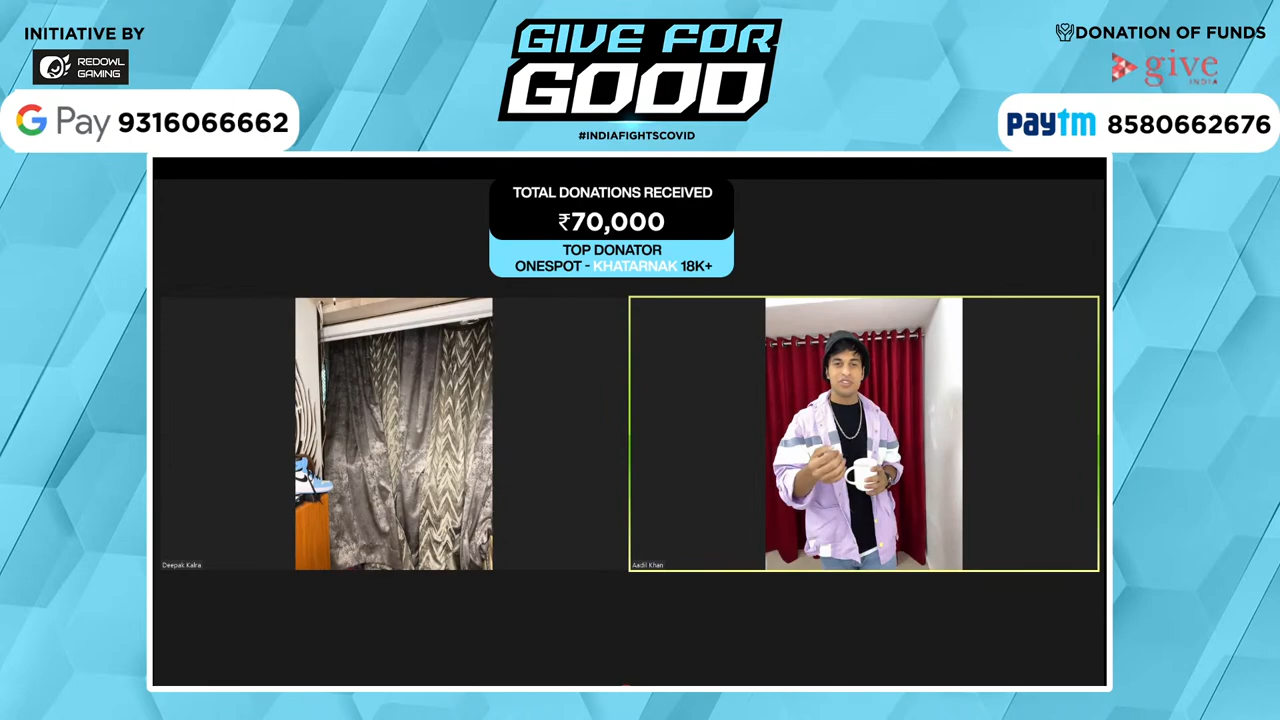 INITIATIVE BY
REDOWL
GAMING
G Pay 9316066662
GIVE FOR
GOOD
#INDIAFIGHTSCOVID
DONATION OF FUNDS
give
INDIA
paytm 8580662676
TOTAL DONATIONS RECEIVED
₹70,000
TOP DONATOR
ONESPOT - KHATARNAK 18K+
Deepak Kalra
Aadil Khan